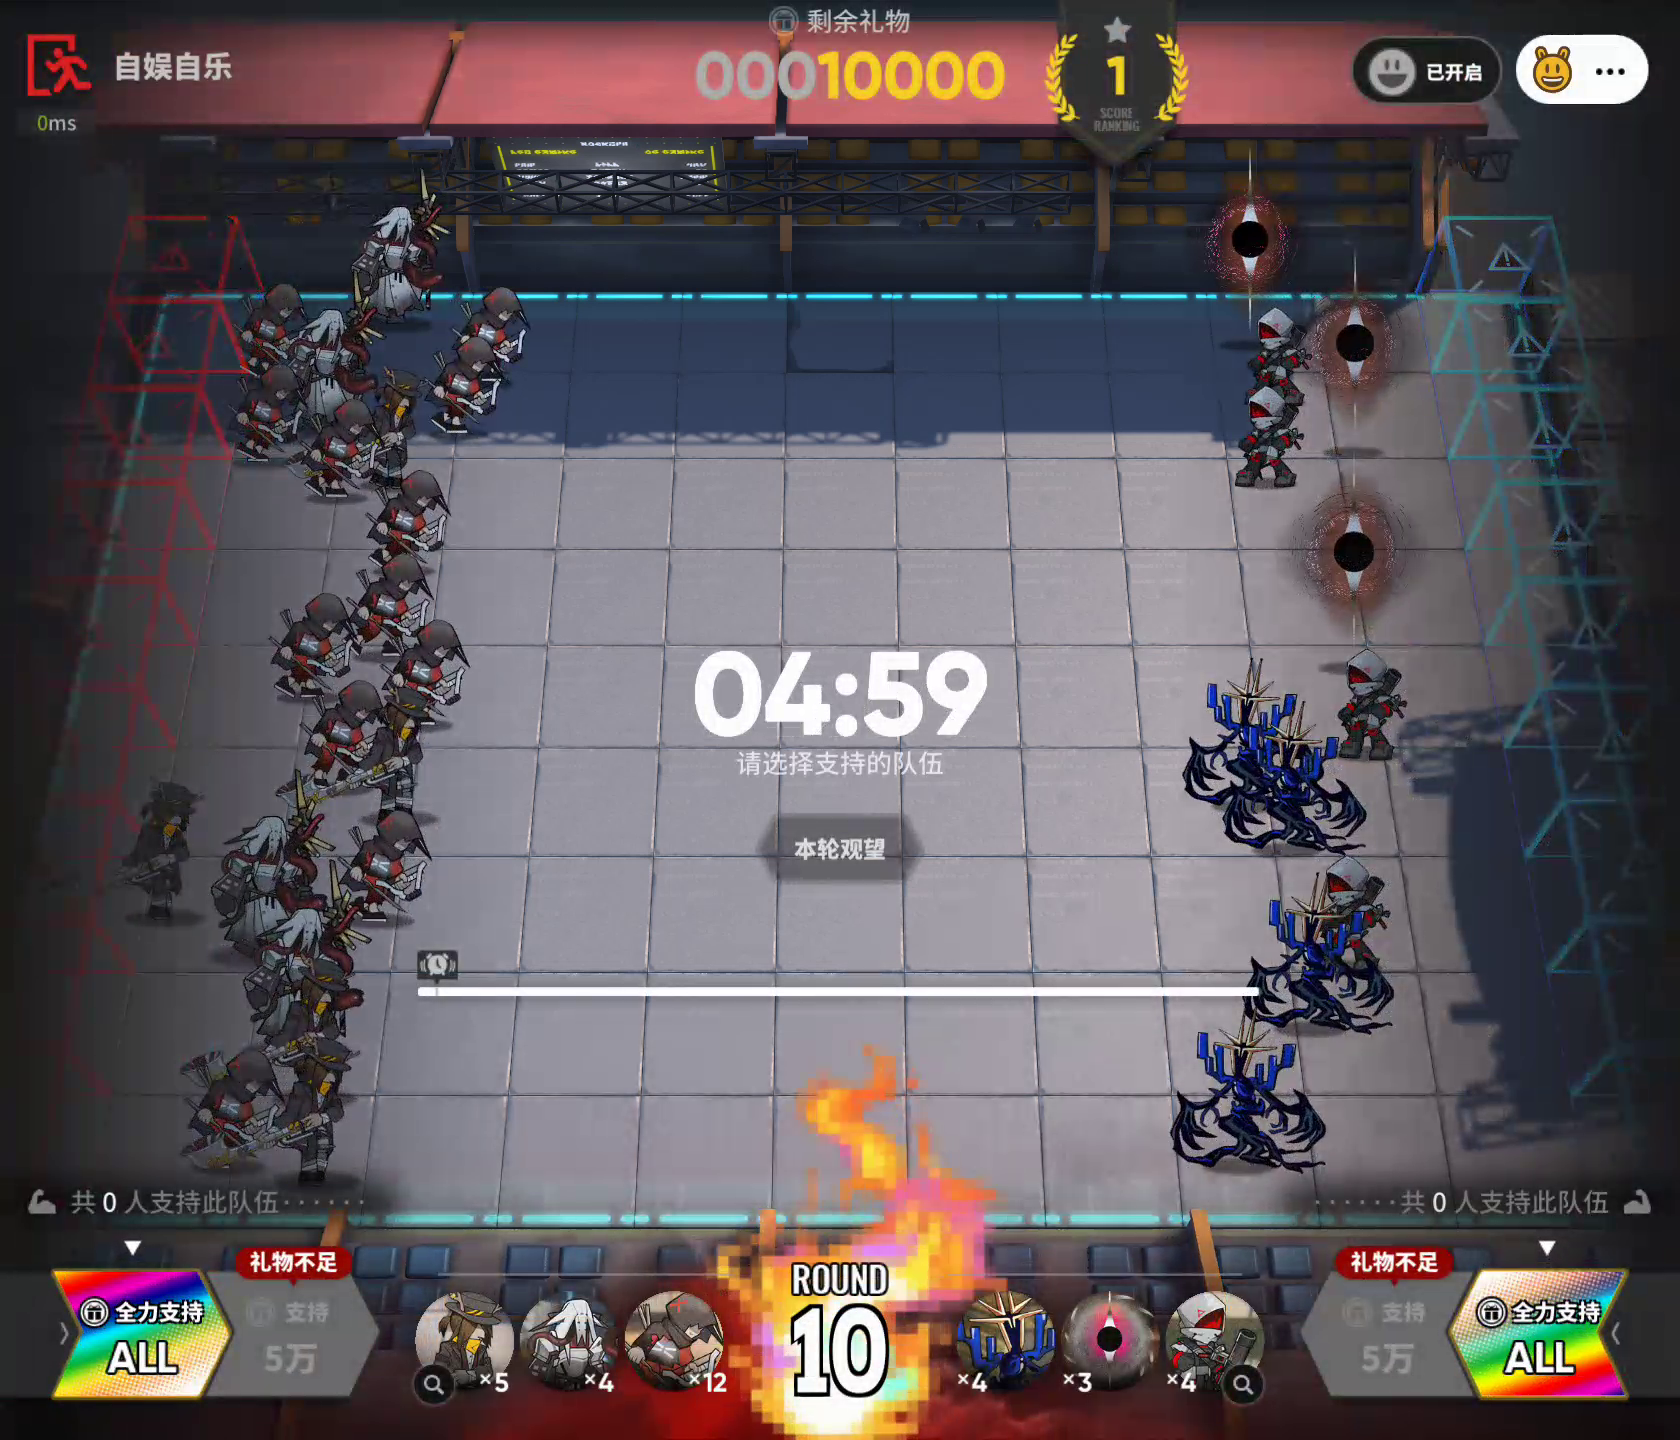 剩余礼物
自娱自乐
00010000
1
SCORE
RANKING
已开启
0ms
04:59
请选择支持的队伍
本轮观望
共 0 人支持此队伍······
······共 0 人支持此队伍
礼物不足
礼物不足
全力支持
ALL
支持
5万
×5
×4
×12
ROUND
10
×4
×3
×4
支持
5万
全力支持
ALL